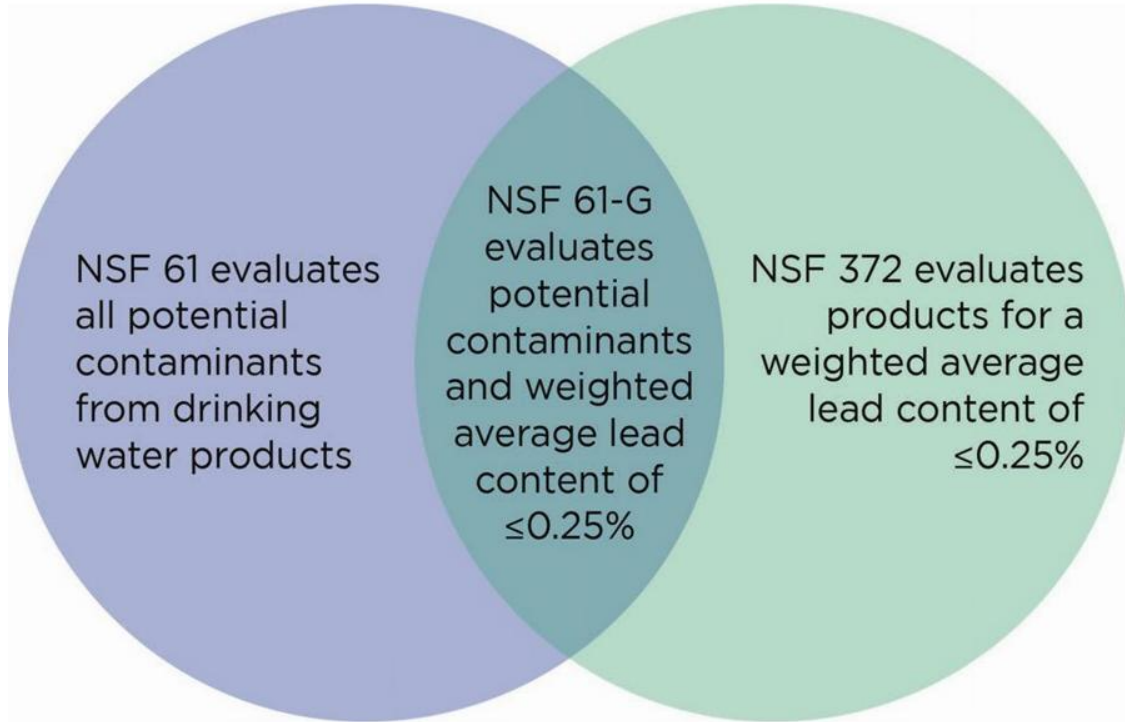 NSF 61 evaluates
all potential
contaminants
from drinking
water products
NSF 61-G
evaluates
potential
contaminants
and weighted
average lead
content of
≤0.25%
NSF 372 evaluates
products for a
weighted average
lead content of
≤0.25%